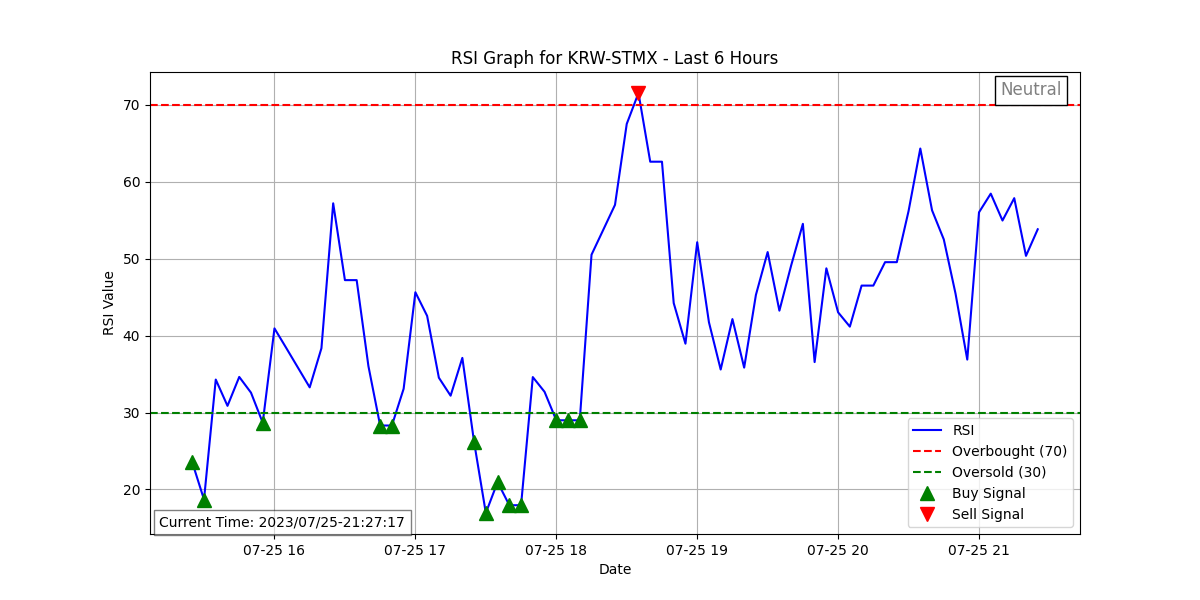 RSI Graph for KRW-STMX - Last 6 Hours
Neutral
70
60
50
40
30
20
RSI Value
RSI
Overbought (70)
Oversold (30)
Buy Signal
Sell Signal
Current Time: 2023/07/25-21:27:17
07-25 16
07-25 17
07-25 18
07-25 19
07-25 20
07-25 21
Date